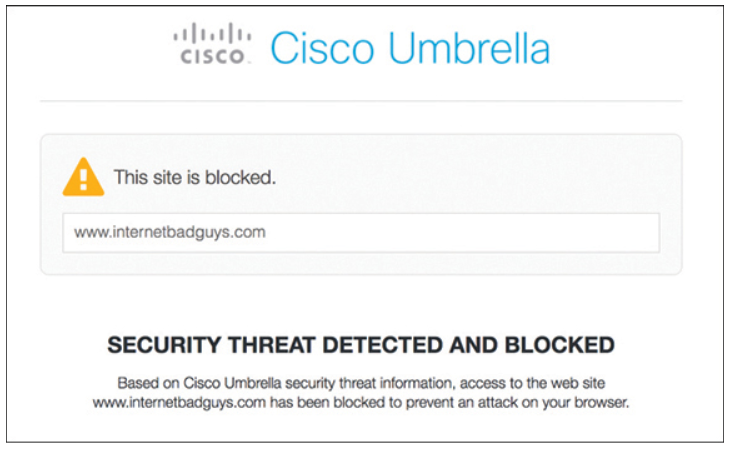 CISCO. Cisco Umbrella
This site is blocked.
www.internetbadguys.com
SECURITY THREAT DETECTED AND BLOCKED
Based on Cisco Umbrella security threat information, access to the web site
www.internetbadguys.com has been blocked to prevent an attack on your browser.